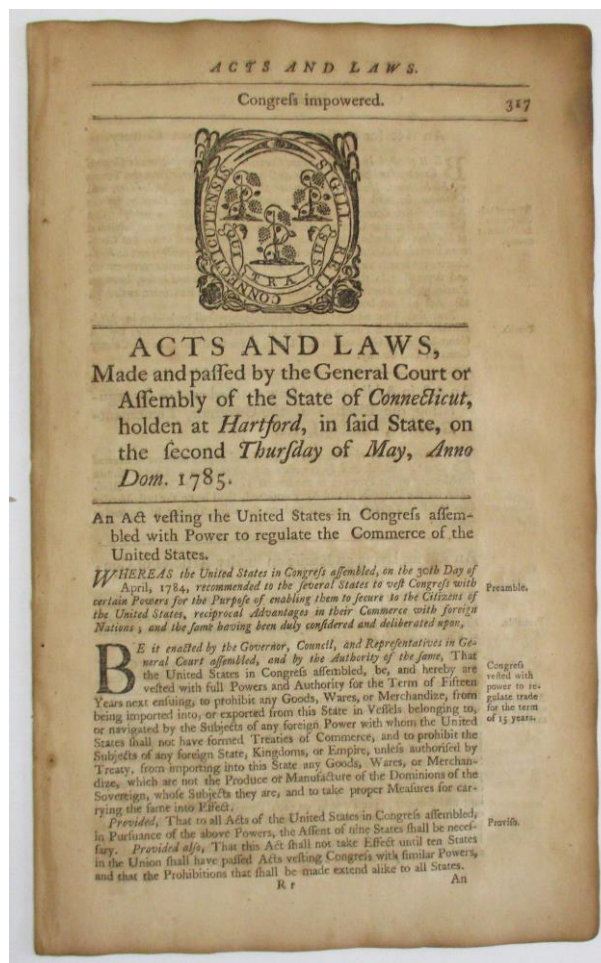 ACTS AND LAWS.
Congreſs impowered. 317
SIGILL. REIP. CONNECTICUTENSIS
QUI TRA SUST
ACTS AND LAWS,
Made and paſſed by the General Court or
Aſſembly of the State of Connecticut,
holden at Hartford, in ſaid State, on
the ſecond Thurſday of May, Anno
Dom. 1785.
An Act veſting the United States in Congreſs aſſem-
bled with Power to regulate the Commerce of the
United States.
WHEREAS the United States in Congreſs aſſembled, on the 30th Day of
April, 1784, recommended to the ſeveral States to veſt Congreſs with
certain Powers for the Purpoſe of enabling them to ſecure to the Citizens of
the United States, reciprocal Advantages in their Commerce with foreign
Nations; and the ſame having been duly conſidered and deliberated upon,
Preamble.
BE it enacted by the Governor, Council, and Repreſentatives in Ge-
neral Court aſſembled, and by the Authority of the ſame, That
the United States in Congreſs aſſembled, be, and hereby are
veſted with full Powers and Authority for the Term of Fifteen
Years next enſuing, to prohibit any Goods, Wares, or Merchandize, from
being imported into, or exported from this State in Veſſels belonging to,
or navigated by the Subjects of any foreign Power with whom the United
States ſhall not have formed Treaties of Commerce, and to prohibit the
Subjects of any foreign State, Kingdoms, or Empire, unleſs authoriſed by
Treaty, from importing into this State any Goods, Wares, or Merchan-
dize, which are not the Produce or Manufacture of the Dominions of the
Sovereign, whoſe Subjects they are, and to take proper Meaſures for car-
rying the ſame into Effect.
Congreſs
veſted with
power to re-
gulate trade
for the term
of 15 years.
Provided, That to all Acts of the United States in Congreſs aſſembled,
in Purſuance of the above Powers, the Aſſent of nine States ſhall be neceſ-
ſary. Provided alſo, That this Act ſhall not take Effect until ten States
in the Union ſhall have paſſed Acts veſting Congreſs with ſimilar Powers,
and that the Prohibitions that ſhall be made extend alike to all States.
Proviſo.
R r An